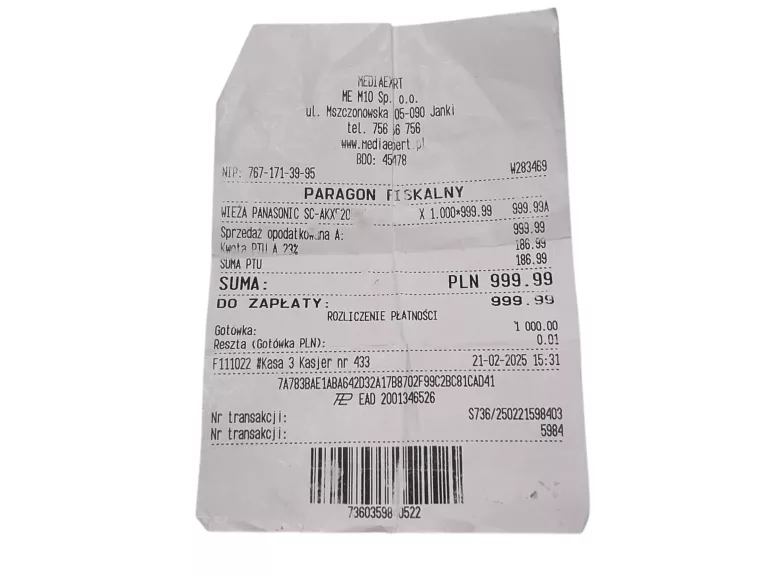 MEDIAEXPERT
ME M10 Sp. o.o.
ul. Mszczonowska 05-090 Janki
tel. 756 756
www.mediaexpert.pl
BDO: 45478
NIP: 767-171-39-95 W283469
PARAGON FISKALNY
WIEŻA PANASONIC X 1.000*999.99 999.99A
Sprzedaż opodatkowana A: 999.99
Kwota PTU A 23% 186.99
SUMA PTU 186.99
SUMA: PLN 999.99
DO ZAPŁATY: 999.99
ROZLICZENIE PŁATNOŚCI
Gotówka: 1 000.00
Reszta (Gotówka PLN): 0.01
F111022 #Kasa 3 Kasjer nr 433 21-02-2025 15:31
7A783BAE1ABA642D32A17B8702F99C2BC81CAD41
EAD 2001346526
Nr transakcji: S736/250221598403
Nr transakcji: 5984